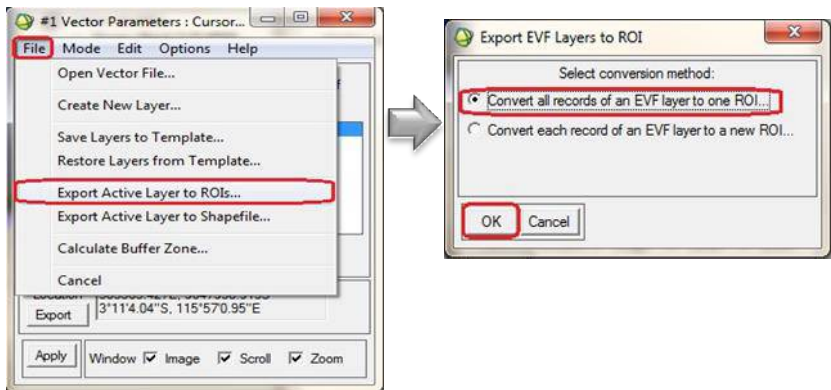 #1 Vector Parameters : Cursor...
File Mode Edit Options Help
Open Vector File...
Create New Layer...
Save Layers to Template...
Restore Layers from Template...
Export Active Layer to ROIs...
Export Active Layer to Shapefile...
Calculate Buffer Zone...
Cancel
Export
3°11'4.04"S, 115°57'0.95"E
Apply Window Image Scroll Zoom
Export EVF Layers to ROI
Select conversion method:
Convert all records of an EVF layer to one ROI...
Convert each record of an EVF layer to a new ROI...
OK Cancel